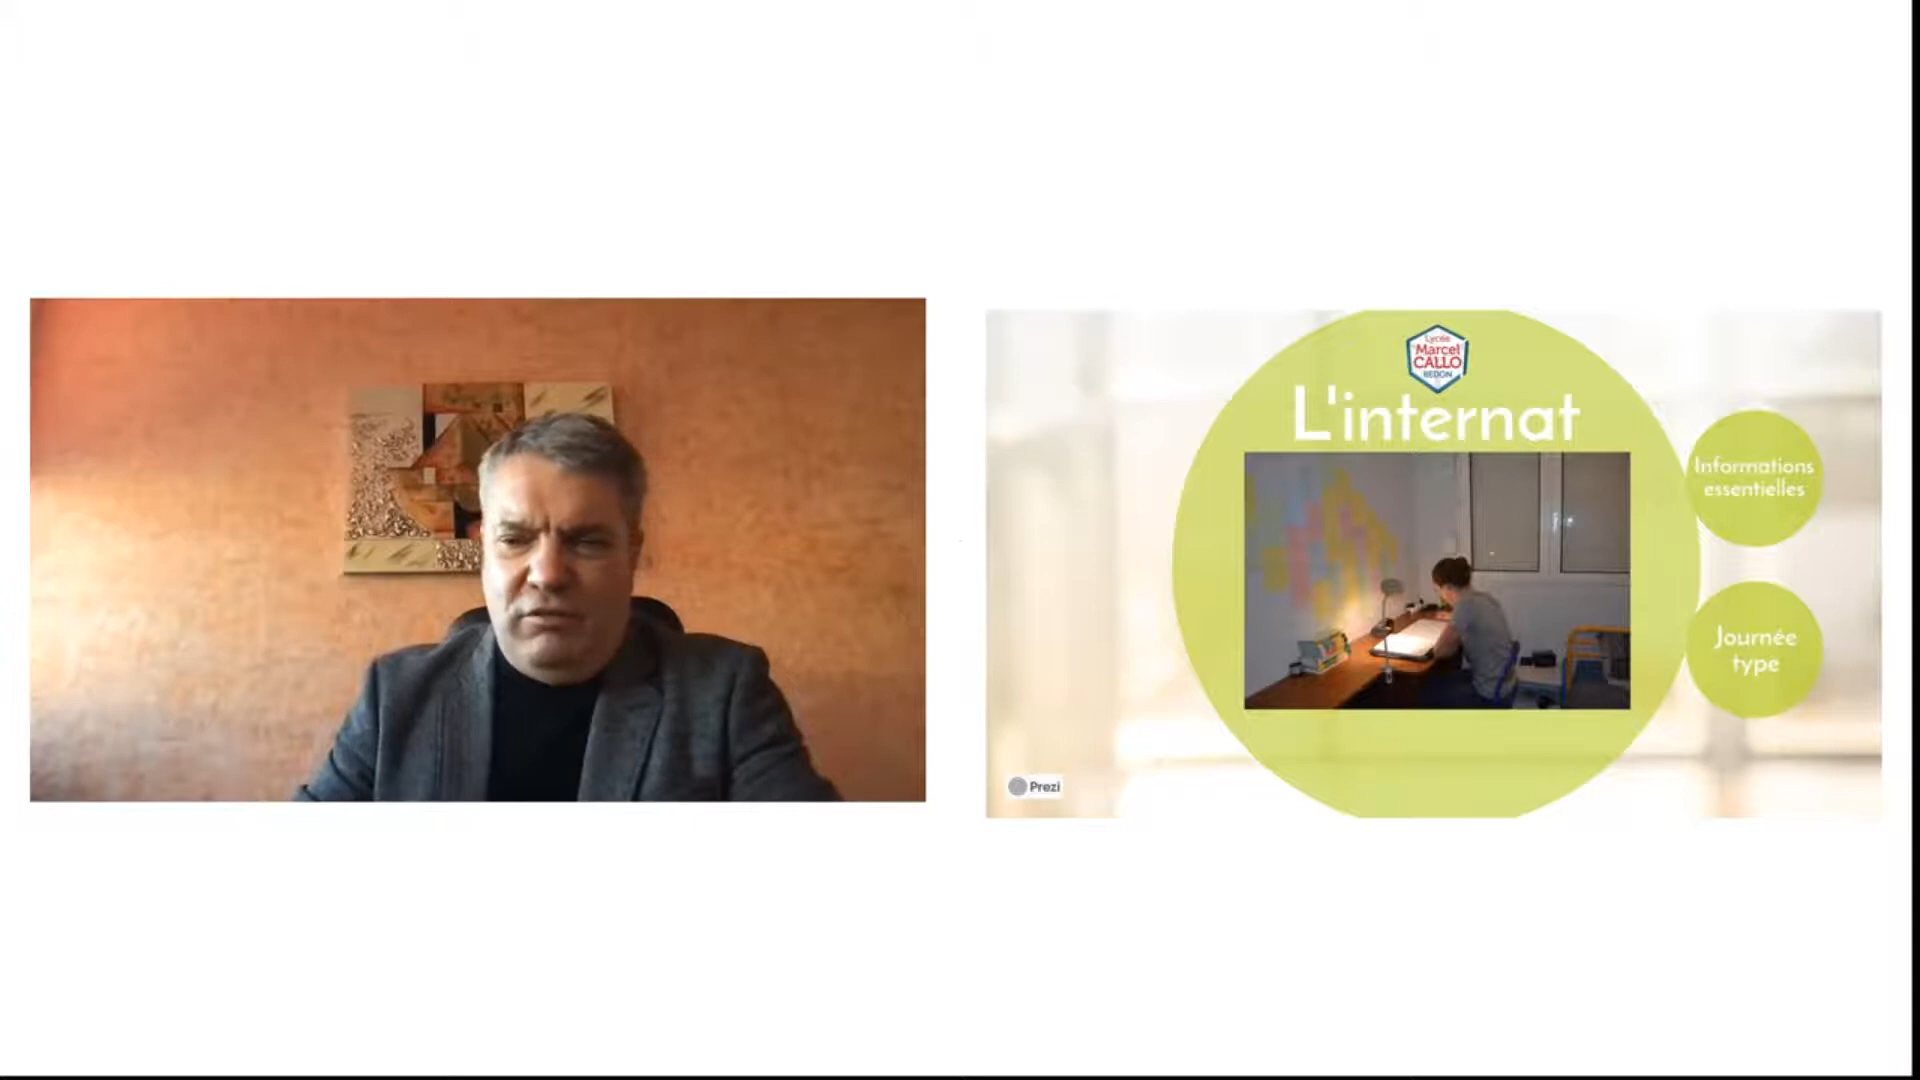 Lycée
Marcel
CALLO
REDON
L'internat
Informations
essentielles
Journée
type
Prezi